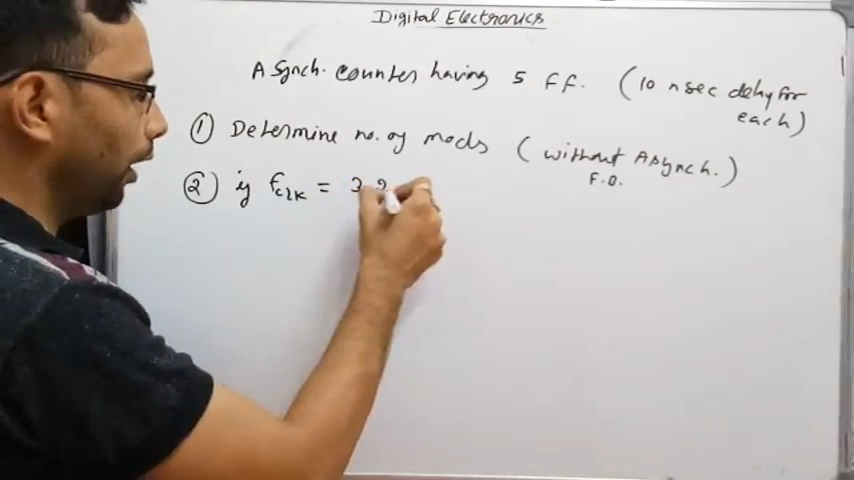 Digital Electronics
Asynch. counter having 5 FF. (10 nsec delay for
each)
① Determine no. of mods (without Asynch.)
F.D.
② if fclk = 32